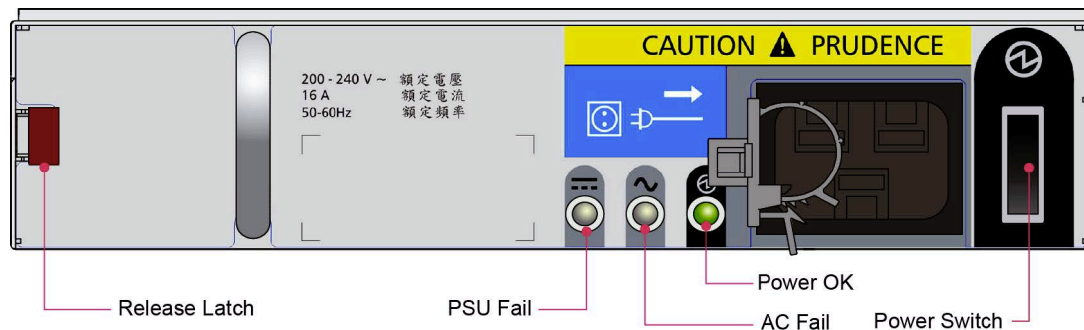 CAUTION ⚠ PRUDENCE
200 - 240 V ~ 額定電壓
16 A 額定電流
50-60Hz 額定頻率
Release Latch
PSU Fail
Power OK
AC Fail
Power Switch